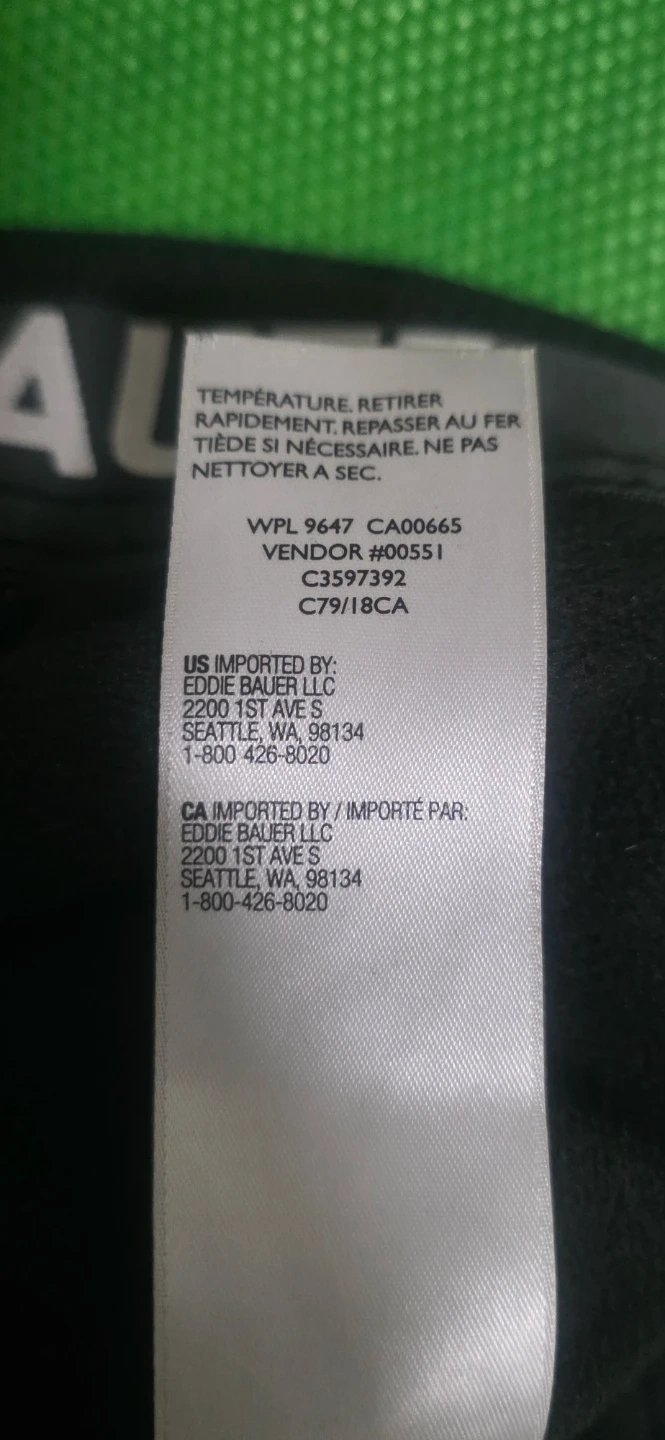 AU
TEMPÉRATURE. RETIRER
RAPIDEMENT. REPASSER AU FER
TIÈDE SI NÉCESSAIRE. NE PAS
NETTOYER A SEC.
WPL 9647 CA00665
VENDOR #00551
C3597392
C79/18CA
US IMPORTED BY:
EDDIE BAUER LLC
2200 1ST AVE S
SEATTLE, WA, 98134
1-800 426-8020
CA IMPORTED BY / IMPORTÉ PAR:
EDDIE BAUER LLC
2200 1ST AVE S
SEATTLE, WA, 98134
1-800-426-8020